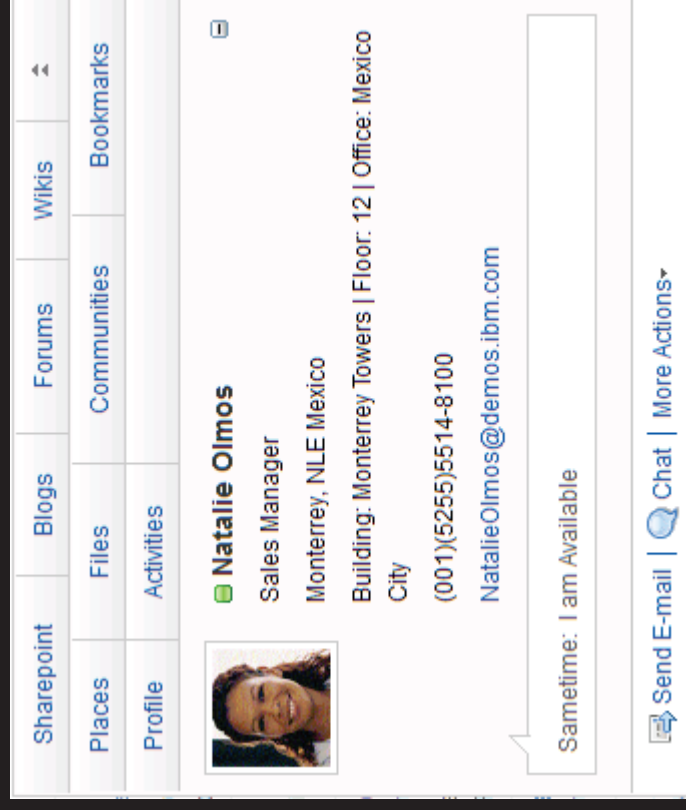 Sharepoint Blogs Forums Wikis
Places Files Communities Bookmarks
Profile Activities
Natalie Olmos
Sales Manager
Monterrey, NLE Mexico
Building: Monterrey Towers | Floor: 12 | Office: Mexico
City
(001)(5255)5514-8100
NatalieOlmos@demos.ibm.com
Sametime: I am Available
Send E-mail | Chat | More Actions